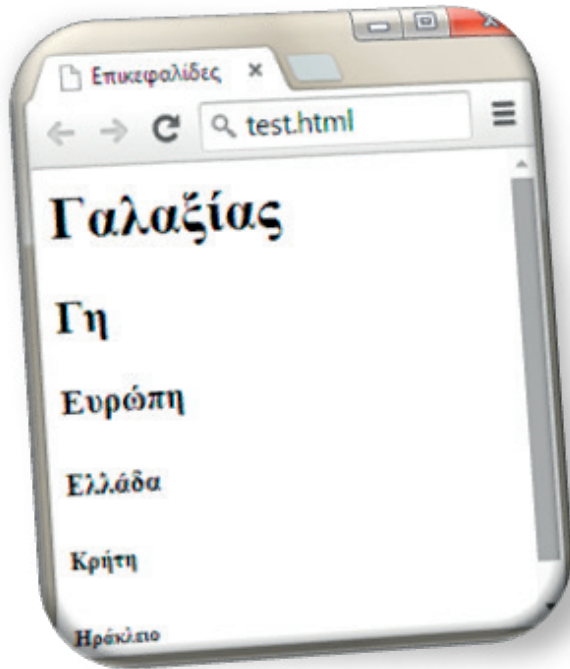 Επικεφαλίδες
test.html
Γαλαξίας
Γη
Ευρώπη
Ελλάδα
Κρήτη
Ηράκλειο